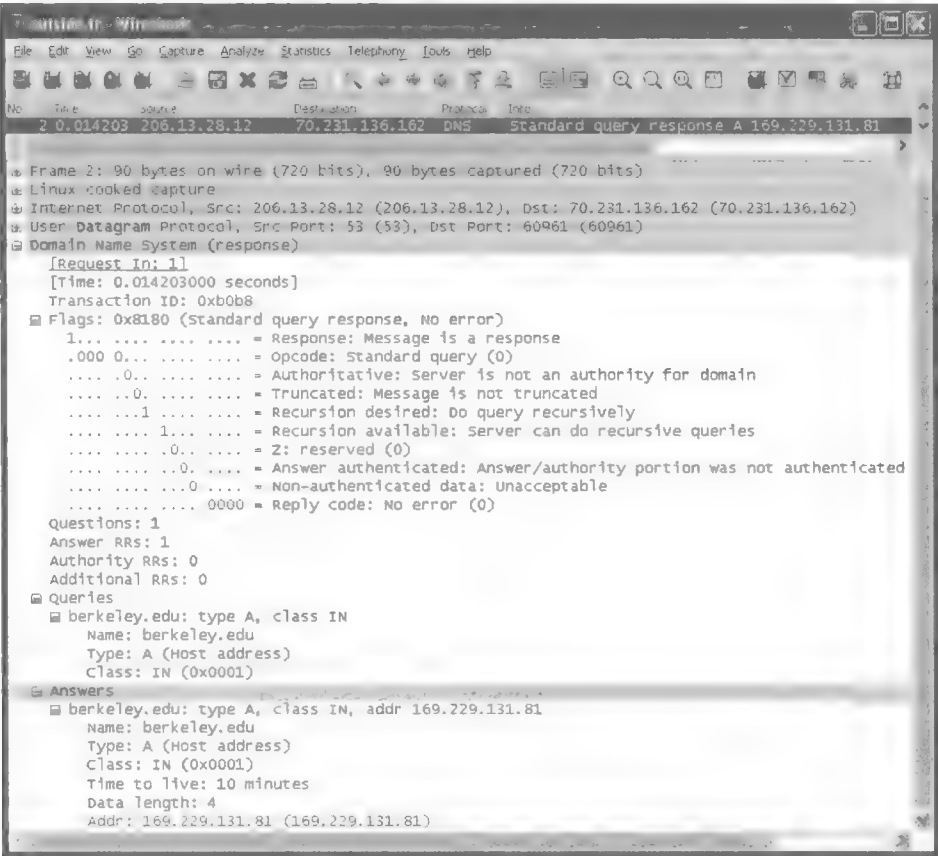 outside.tr - Wireshark
File Edit View Go Capture Analyze Statistics Telephony Tools Help
No Time Source Destination Protocol Info
2 0.014203 206.13.28.12 70.231.136.162 DNS Standard query response A 169.229.131.81
Frame 2: 90 bytes on wire (720 bits), 90 bytes captured (720 bits)
Linux cooked capture
Internet Protocol, Src: 206.13.28.12 (206.13.28.12), Dst: 70.231.136.162 (70.231.136.162)
User Datagram Protocol, Src Port: 53 (53), Dst Port: 60961 (60961)
Domain Name System (response)
[Request In: 1]
[Time: 0.014203000 seconds]
Transaction ID: 0xb0b8
Flags: 0x8180 (Standard query response, No error)
1... .... .... .... = Response: Message is a response
.000 0... .... .... = Opcode: Standard query (0)
.... .0.. .... .... = Authoritative: Server is not an authority for domain
.... ..0. .... .... = Truncated: Message is not truncated
.... ...1 .... .... = Recursion desired: Do query recursively
.... .... 1... .... = Recursion available: Server can do recursive queries
.... .... .0.. .... = Z: reserved (0)
.... .... ..0. .... = Answer authenticated: Answer/authority portion was not authenticated
.... .... ...0 .... = Non-authenticated data: Unacceptable
.... .... .... 0000 = Reply code: No error (0)
Questions: 1
Answer RRs: 1
Authority RRs: 0
Additional RRs: 0
Queries
berkeley.edu: type A, class IN
Name: berkeley.edu
Type: A (Host address)
Class: IN (0x0001)
Answers
berkeley.edu: type A, class IN, addr 169.229.131.81
Name: berkeley.edu
Type: A (Host address)
Class: IN (0x0001)
Time to live: 10 minutes
Data length: 4
Addr: 169.229.131.81 (169.229.131.81)